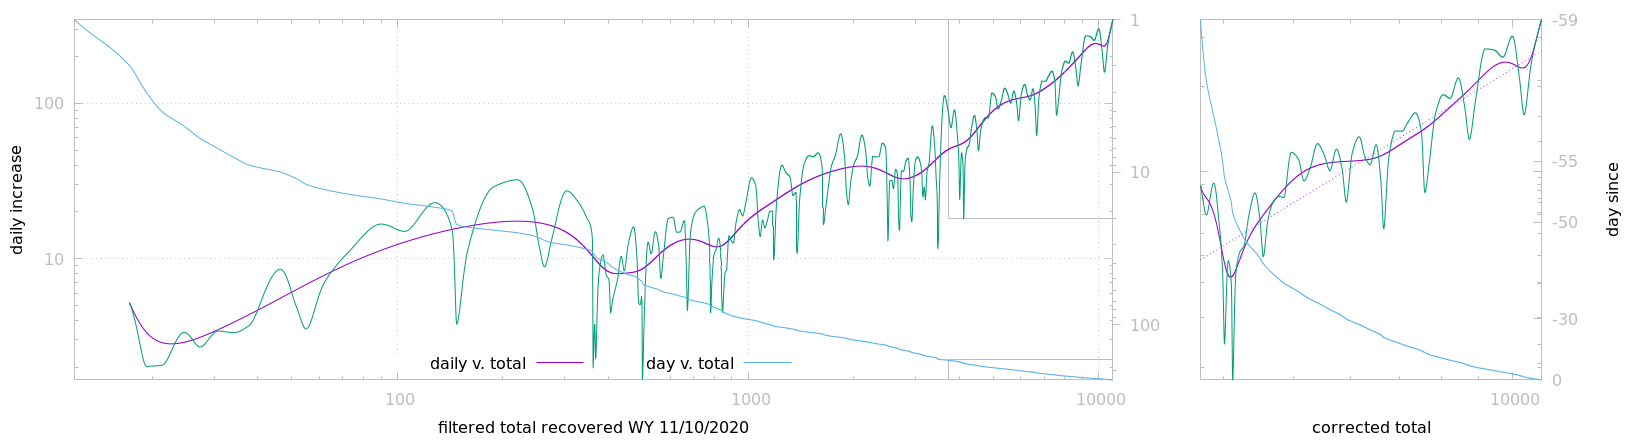 1
-59
100
daily increase
10
-55
day since
-50
10
100
-30
daily v. total
day v. total
0
100
1000
10000
10000
filtered total recovered WY 11/10/2020
corrected total